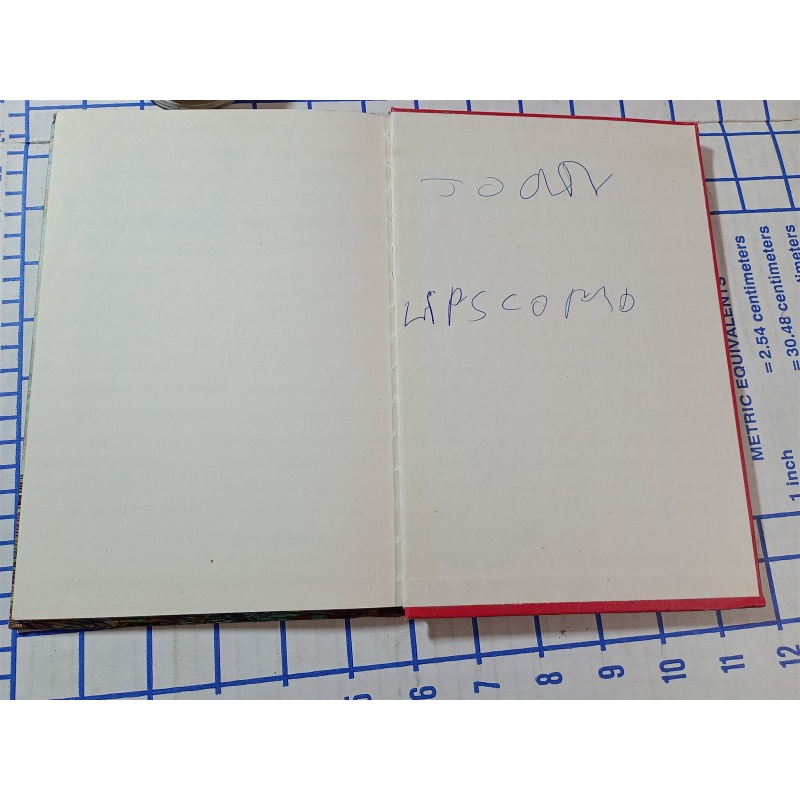 JOAN
LIPSCOMB
METRIC EQUIVALENTS
= 2.54 centimeters
= 30.48 centimeters
1 inch
5 6 7 8 9 10 11 12